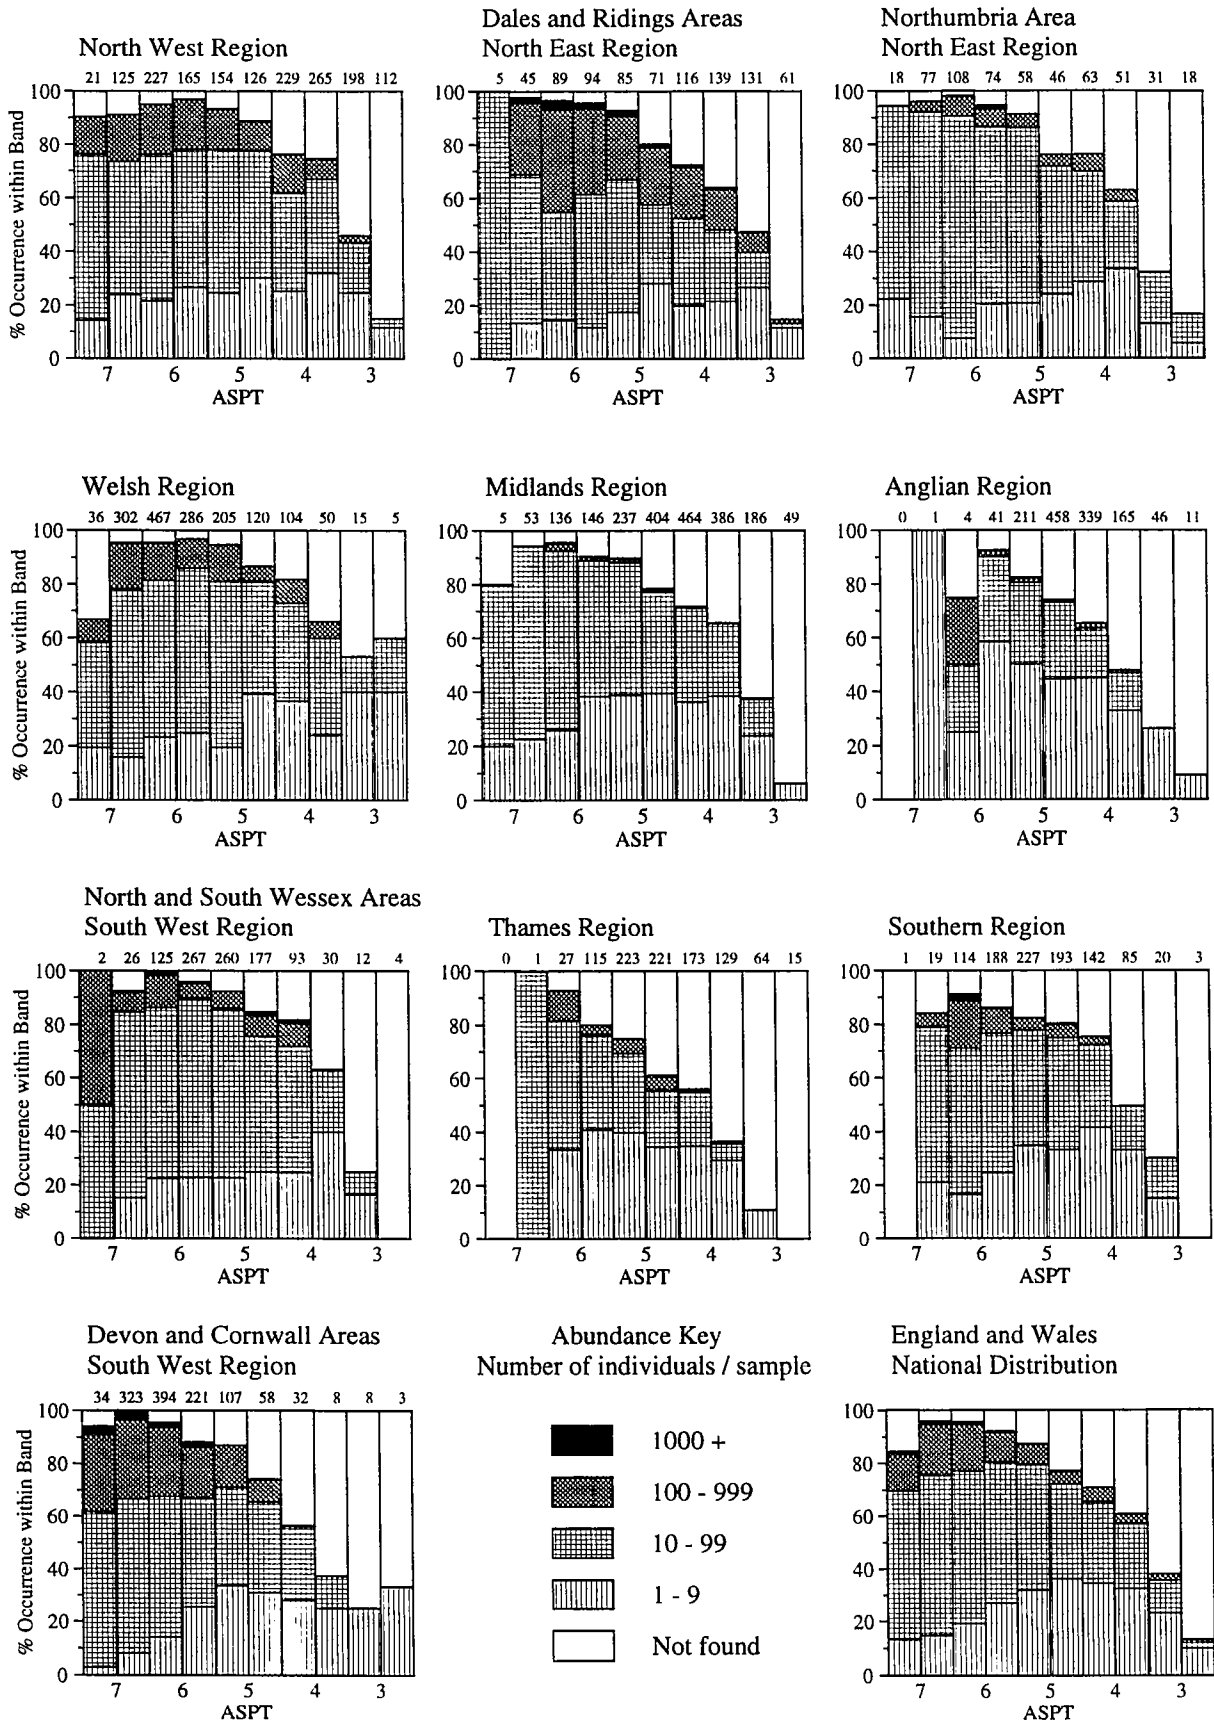 North West Region
21 125 227 165 154 126 229 265 198 112
% Occurrence within Band
100
80
60
40
20
0
7 6 5 4 3
ASPT
Dales and Ridings Areas
North East Region
5 45 89 94 85 71 116 139 131 61
100
80
60
40
20
0
7 6 5 4 3
ASPT
Northumbria Area
North East Region
18 77 108 74 58 46 63 51 31 18
100
80
60
40
20
0
7 6 5 4 3
ASPT
Welsh Region
36 302 467 286 205 120 104 50 15 5
% Occurrence within Band
100
80
60
40
20
0
7 6 5 4 3
ASPT
Midlands Region
5 53 136 146 237 404 464 386 186 49
100
80
60
40
20
0
7 6 5 4 3
ASPT
Anglian Region
0 1 4 41 211 458 339 165 46 11
100
80
60
40
20
0
7 6 5 4 3
ASPT
North and South Wessex Areas
South West Region
2 26 125 267 260 177 93 30 12 4
% Occurrence within Band
100
80
60
40
20
0
7 6 5 4 3
ASPT
Thames Region
0 1 27 115 223 221 173 129 64 15
100
80
60
40
20
0
7 6 5 4 3
ASPT
Southern Region
1 19 114 188 227 193 142 85 20 3
100
80
60
40
20
0
7 6 5 4 3
ASPT
Devon and Cornwall Areas
South West Region
34 323 394 221 107 58 32 8 8 3
% Occurrence within Band
100
80
60
40
20
0
7 6 5 4 3
ASPT
Abundance Key
Number of individuals / sample
1000 +
100 - 999
10 - 99
1 - 9
Not found
England and Wales
National Distribution
100
80
60
40
20
0
7 6 5 4 3
ASPT